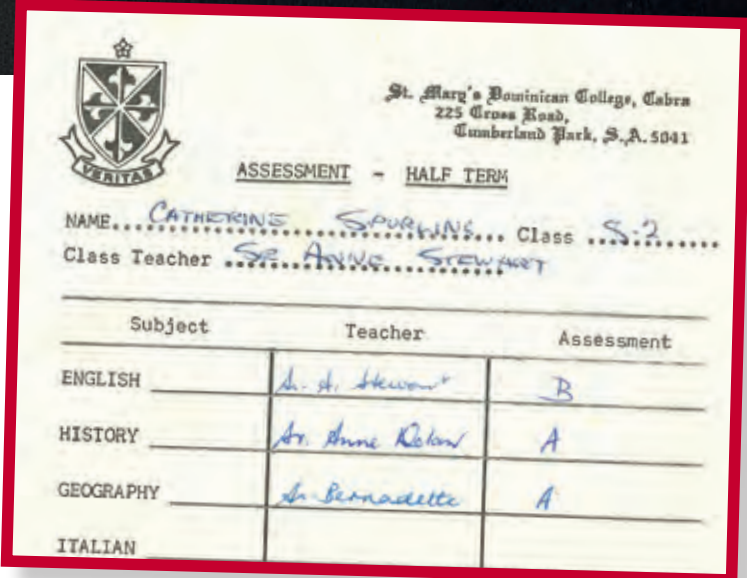 VERITAS
St. Mary's Dominican College, Cabra
225 Cross Road,
Cumberland Park, S.A. 5041
ASSESSMENT - HALF TERM
NAME... CATHERINE ... Class ... S-2
Class Teacher SR ANNE STEWART
Subject Teacher Assessment
ENGLISH Sr. A. Stewart B
HISTORY Sr. Anne A
GEOGRAPHY Sr. Bernadette A
ITALIAN